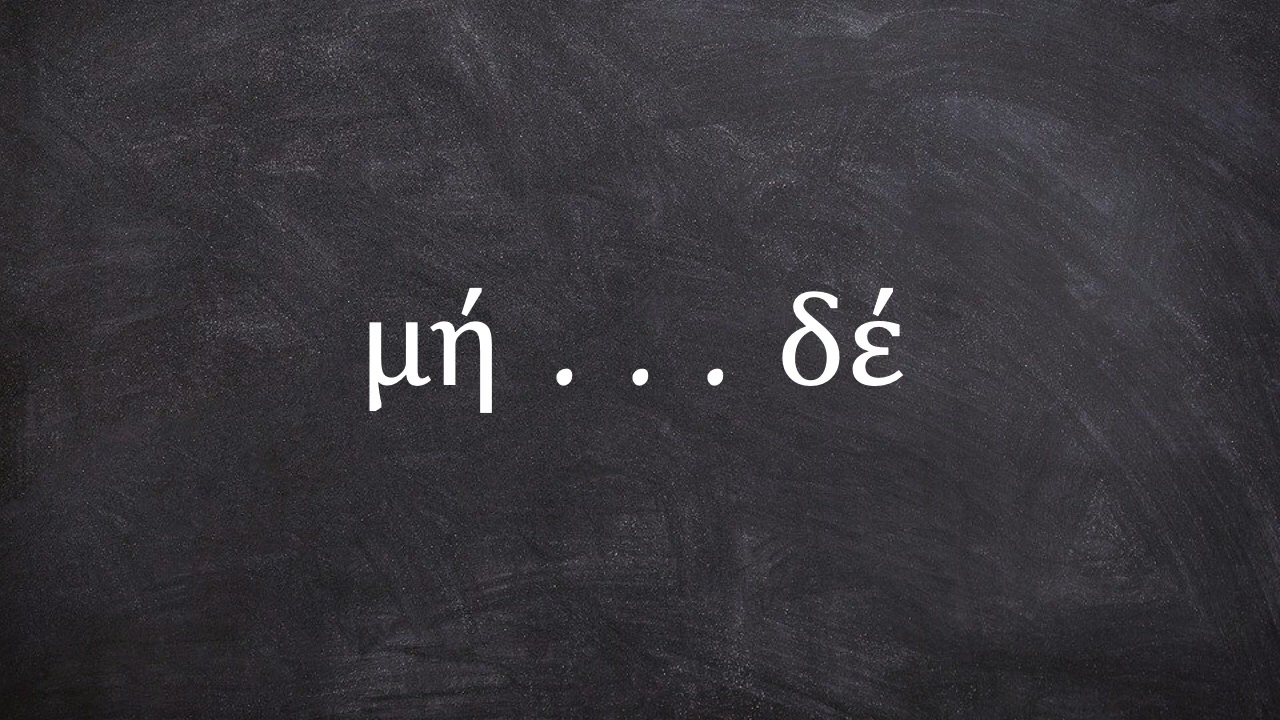 μή . . . δέ